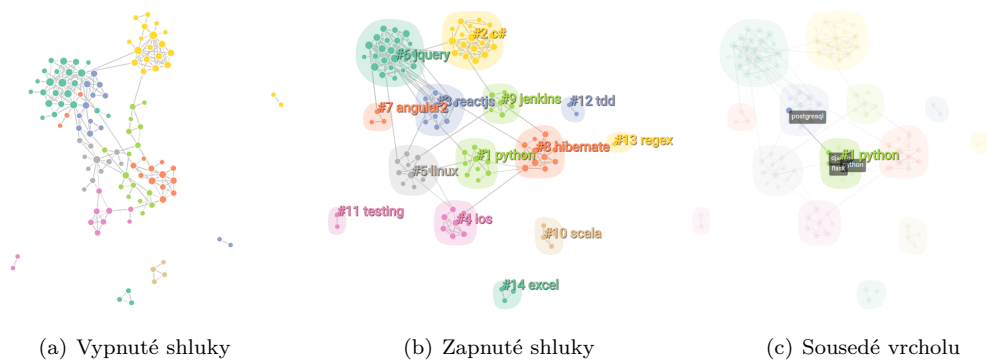 #2 c#
#6 jquery
#3 reactjs
#9 jenkins
#12 tdd
#7 angular2
#13 regex
#8 hibernate
#1 python
#5 linux
#11 testing
#4 ios
#10 scala
#14 excel
postgresql
#1 python
flask
(a) Vypnuté shluky
(b) Zapnuté shluky
(c) Sousedé vrcholu